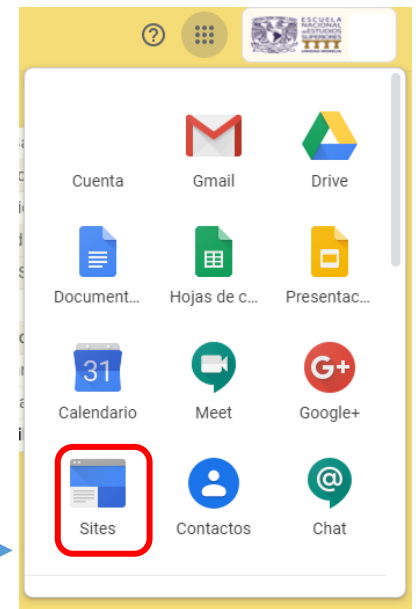 ESCUELA
NACIONAL
DE ESTUDIOS
SUPERIORES
Cuenta Gmail Drive
Document... Hojas de c... Presentac...
31
G+
Calendario Meet Google+
@
Sites Contactos Chat